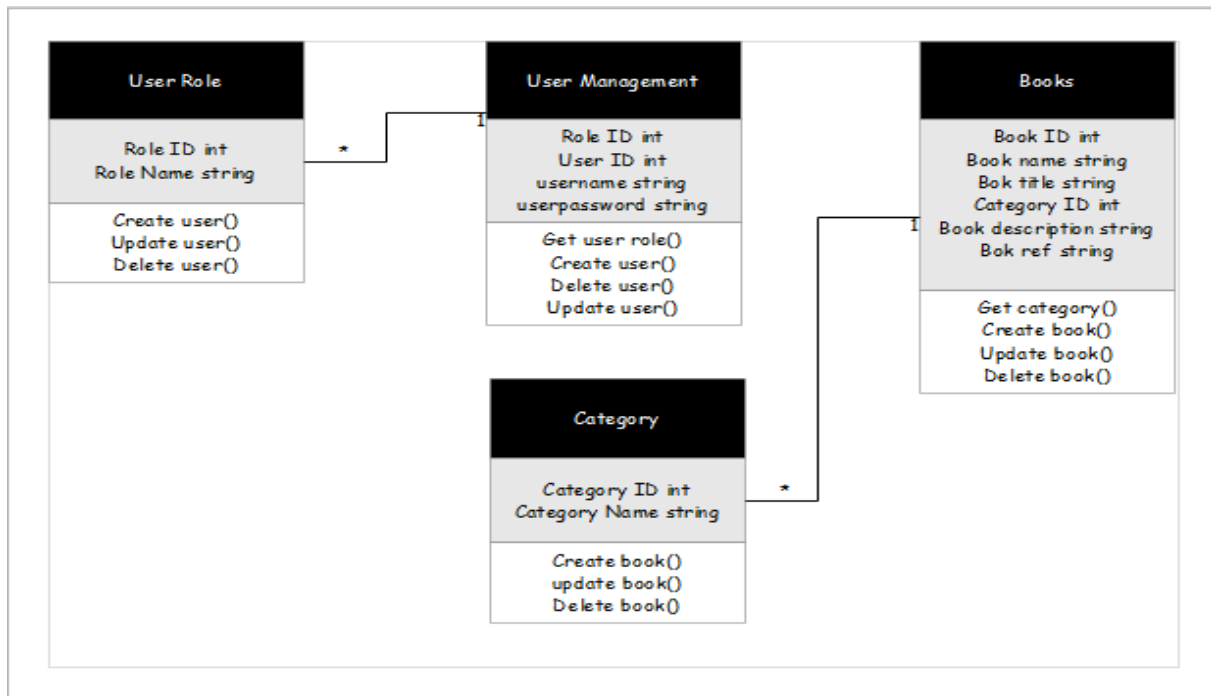 User Role
Role ID int
Role Name string
Create user()
Update user()
Delete user()
*
1
User Management
Role ID int
User ID int
username string
userpassword string
Get user role()
Create user()
Delete user()
Update user()
Books
Book ID int
Book name string
Bok title string
Category ID int
Book description string
Bok ref string
Get category()
Create book()
Update book()
Delete book()
1
*
Category
Category ID int
Category Name string
Create book()
update book()
Delete book()